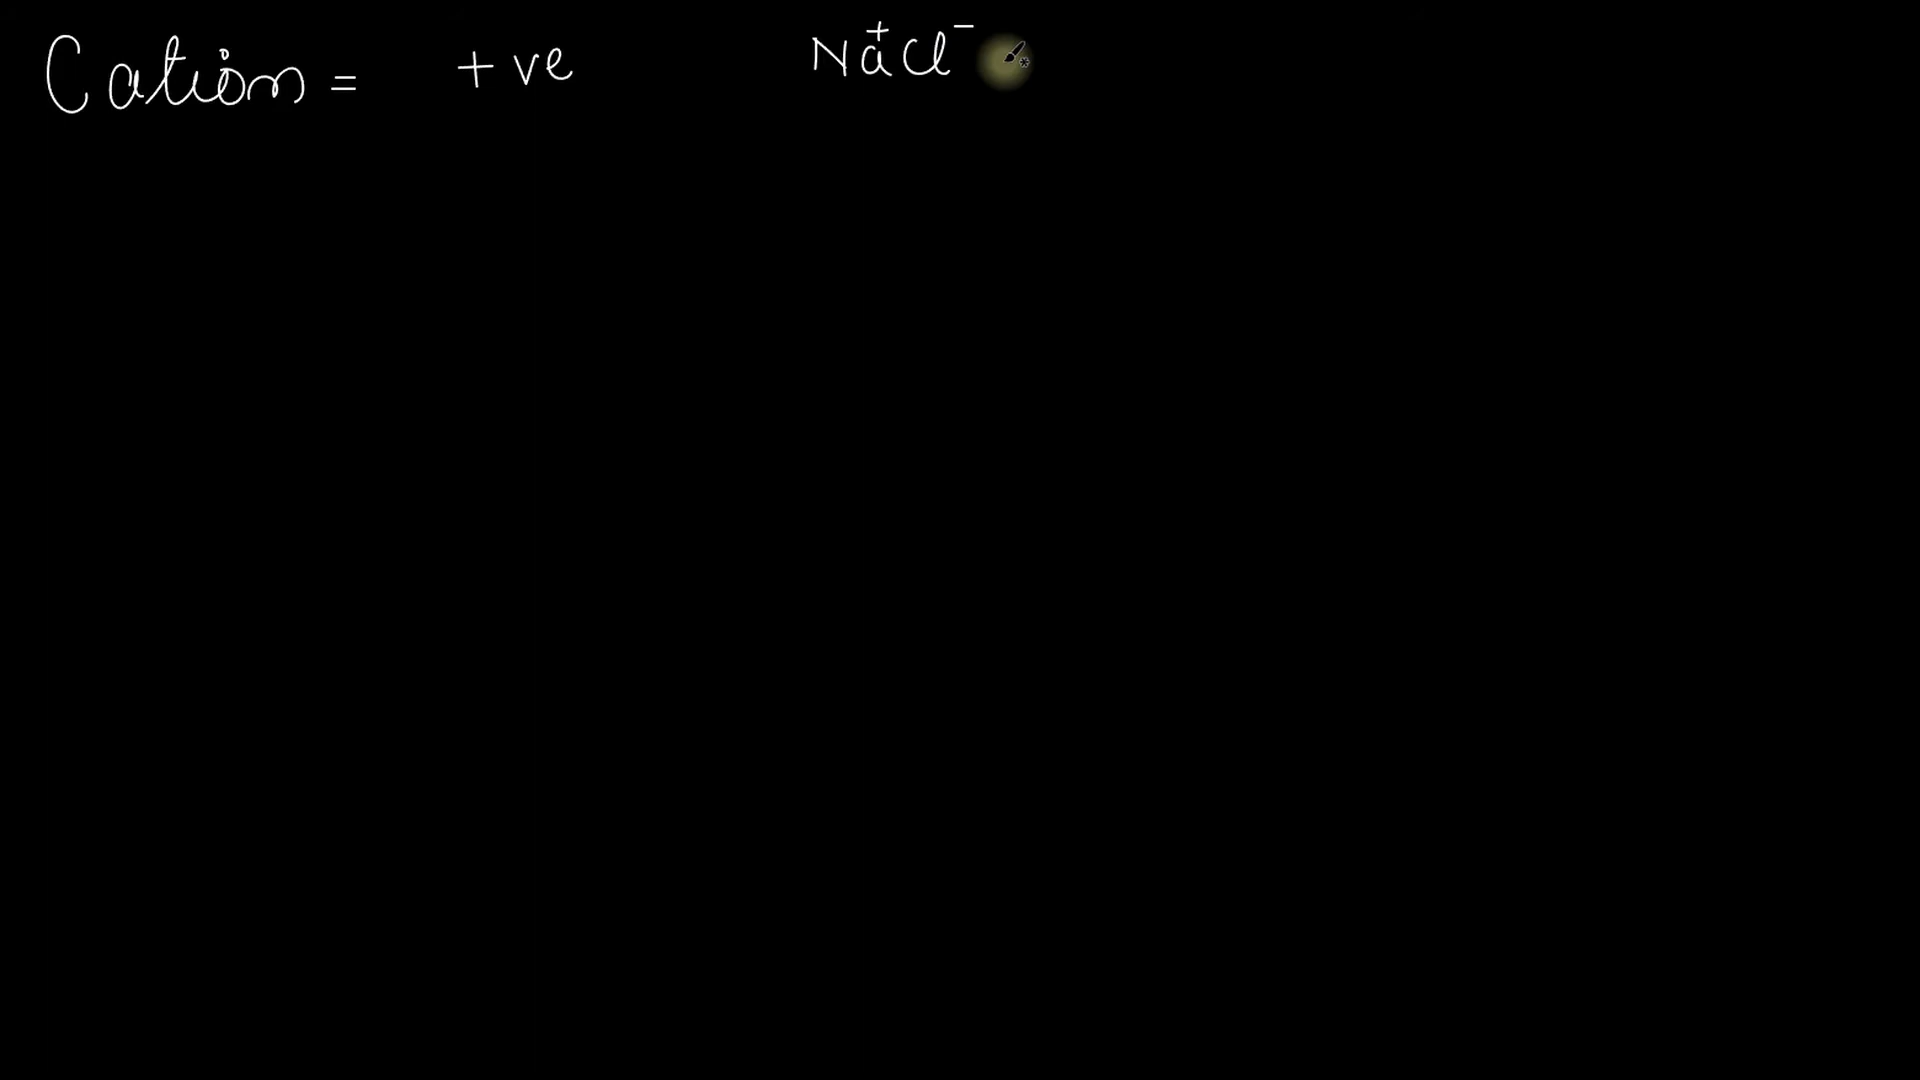 Cation = +ve Na⁺Cl⁻